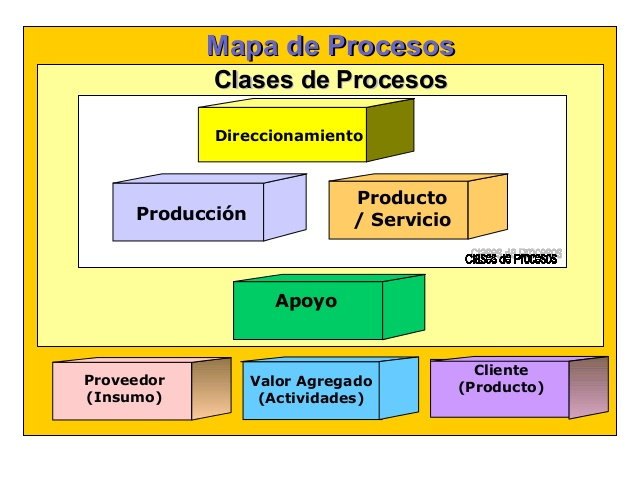 Mapa de Procesos
Clases de Procesos
Direccionamiento
Producción
Producto
/ Servicio
Clases de Procesos
Apoyo
Proveedor
(Insumo)
Valor Agregado
(Actividades)
Cliente
(Producto)